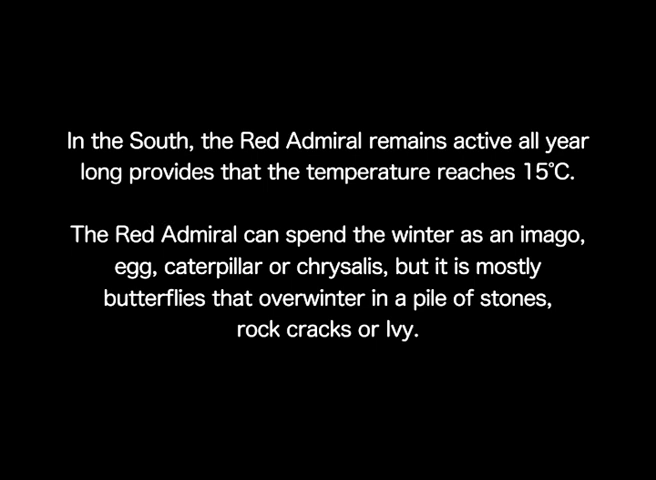 In the South, the Red Admiral remains active all year
long provides that the temperature reaches 15°C.
The Red Admiral can spend the winter as an imago,
egg, caterpillar or chrysalis, but it is mostly
butterflies that overwinter in a pile of stones,
rock cracks or Ivy.